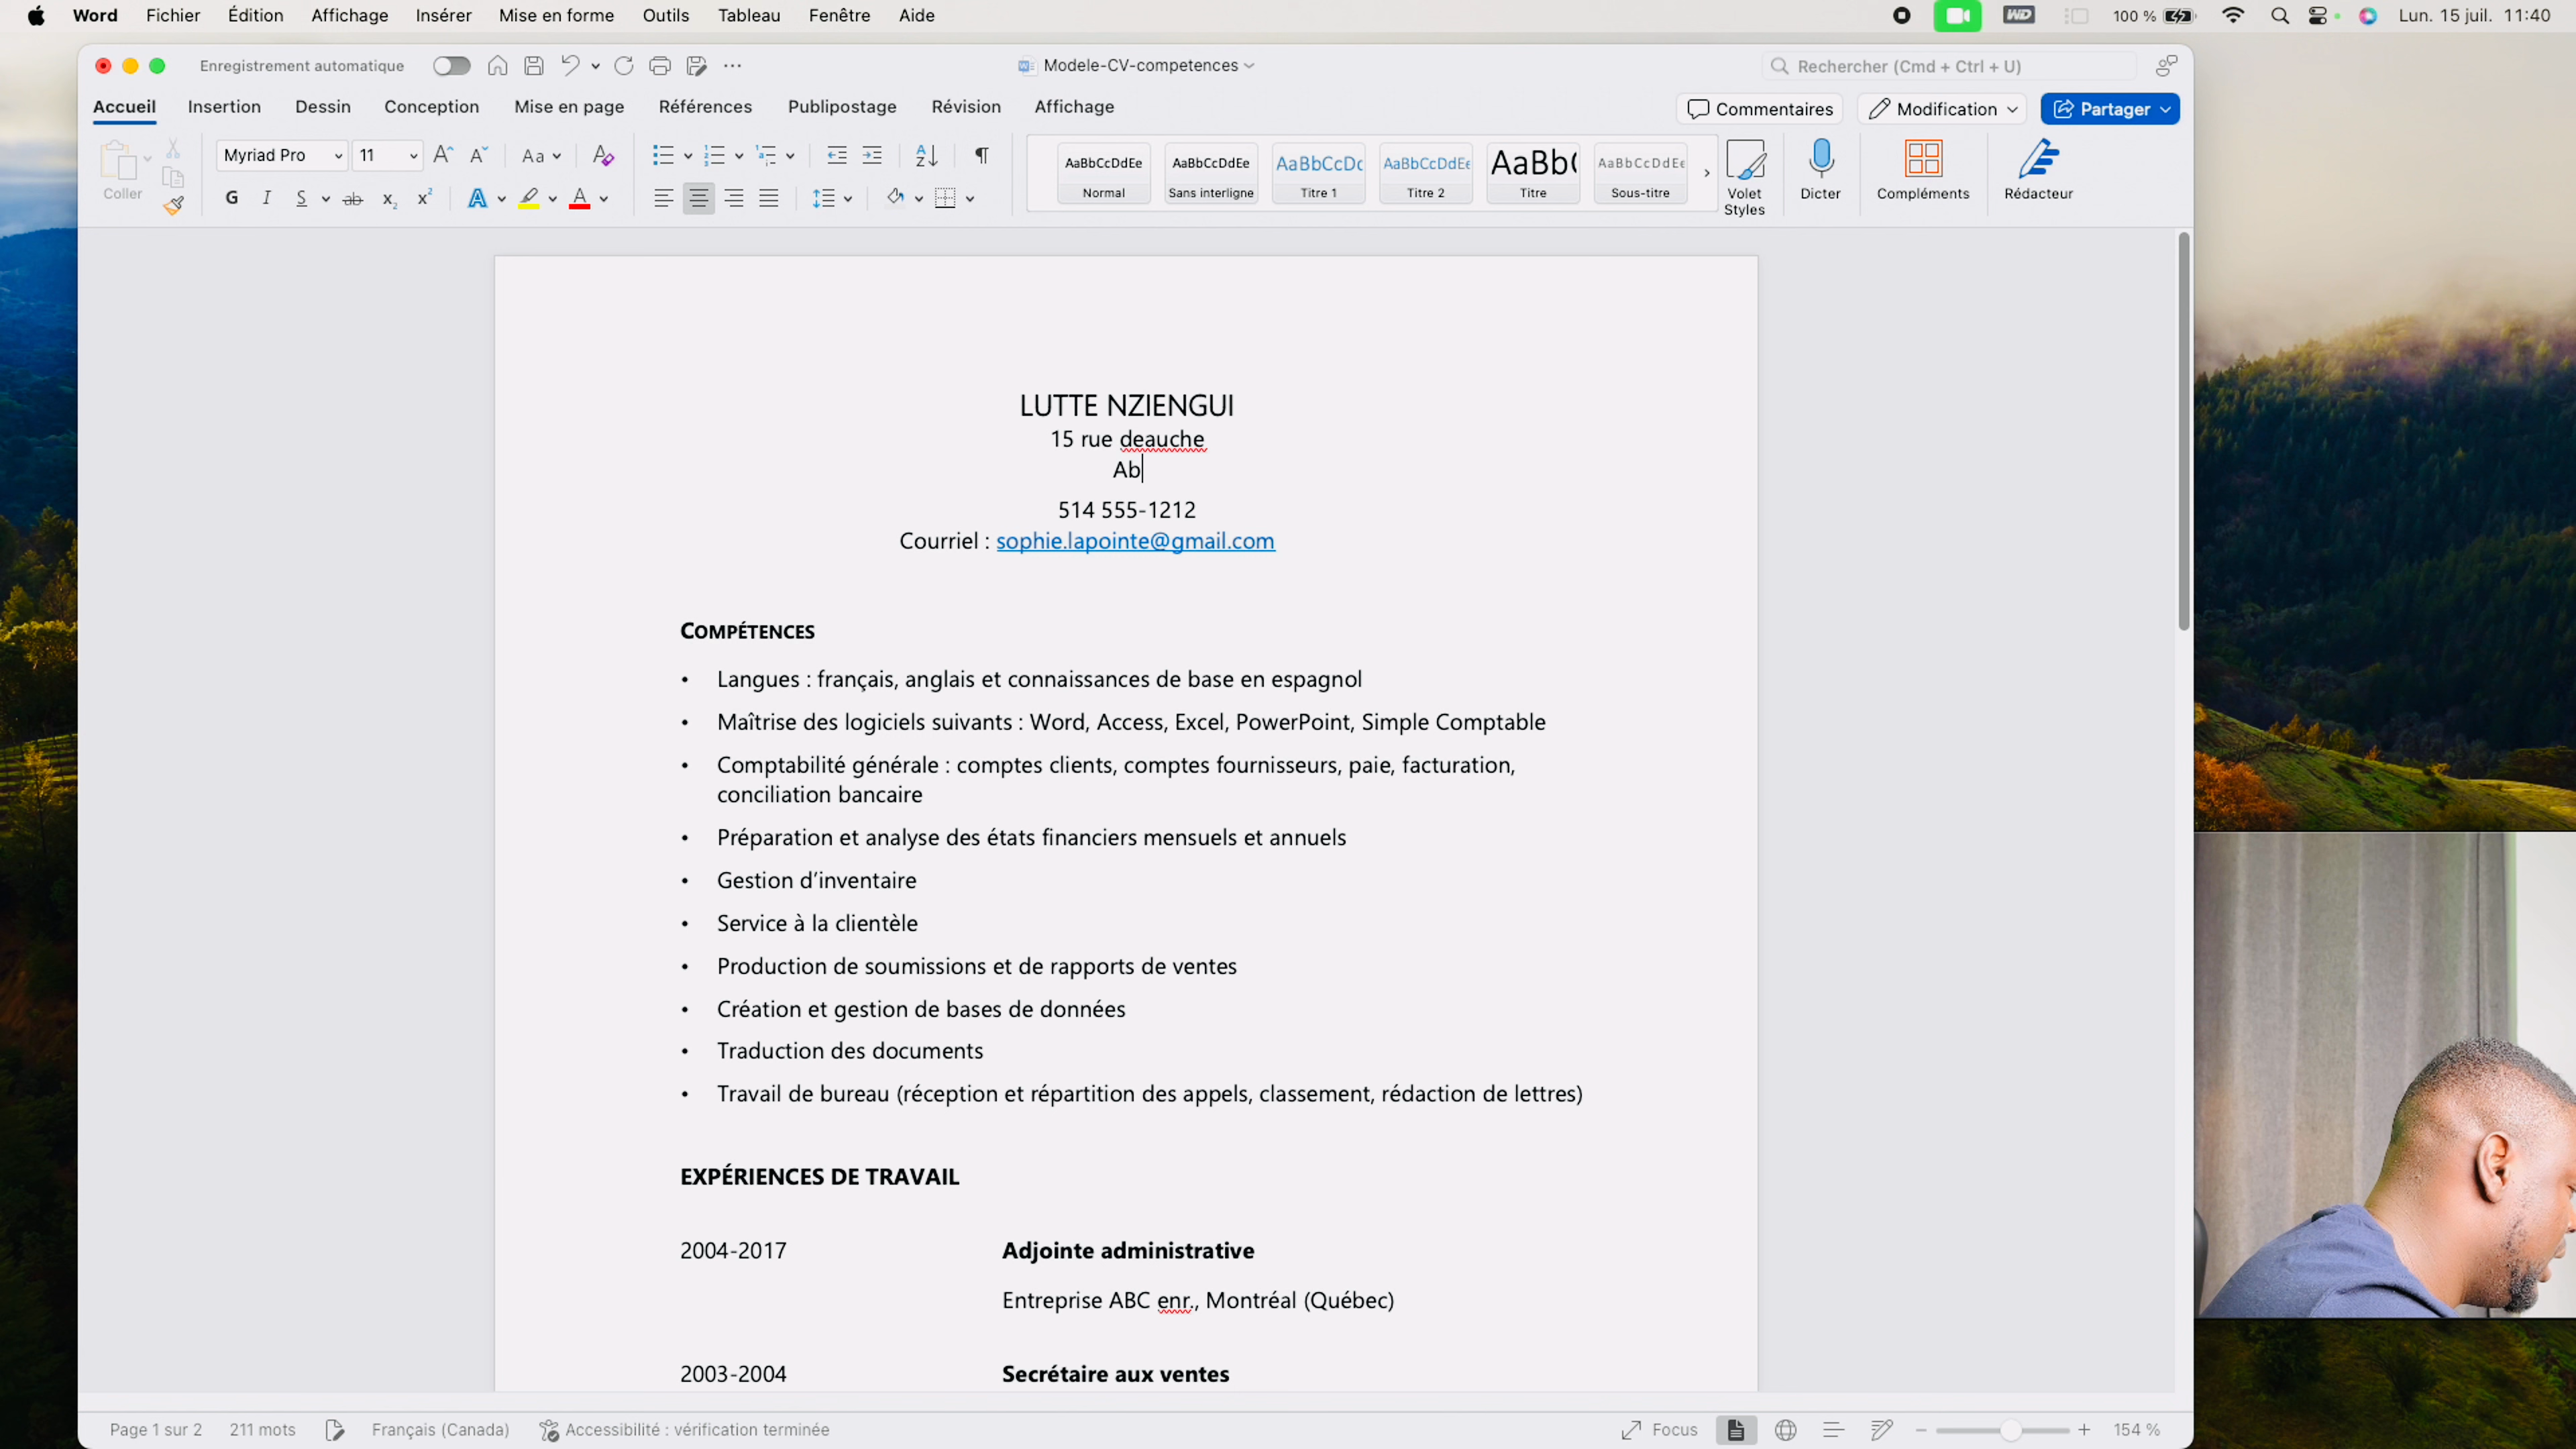 Word Fichier Édition Affichage Insérer Mise en forme Outils Tableau Fenêtre Aide WD 100 % Lun. 15 juil. 11:40
Enregistrement automatique Modele-CV-competences Rechercher (Cmd + Ctrl + U)
Accueil Insertion Dessin Conception Mise en page Références Publipostage Révision Affichage Commentaires Modification Partager
Coller
Myriad Pro 11 Aa
G I S ab x₂ x² A A
AaBbCcDdEe AaBbCcDdEe AaBbCcDc AaBbCcDdEe AaBb( AaBbCcDdEe
Normal Sans interligne Titre 1 Titre 2 Titre Sous-titre
Volet Styles Dicter Compléments Rédacteur
LUTTE NZIENGUI
15 rue deauche
Ab
514 555-1212
Courriel : sophie.lapointe@gmail.com
COMPÉTENCES
• Langues : français, anglais et connaissances de base en espagnol
• Maîtrise des logiciels suivants : Word, Access, Excel, PowerPoint, Simple Comptable
• Comptabilité générale : comptes clients, comptes fournisseurs, paie, facturation,
conciliation bancaire
• Préparation et analyse des états financiers mensuels et annuels
• Gestion d’inventaire
• Service à la clientèle
• Production de soumissions et de rapports de ventes
• Création et gestion de bases de données
• Traduction des documents
• Travail de bureau (réception et répartition des appels, classement, rédaction de lettres)
EXPÉRIENCES DE TRAVAIL
2004-2017 Adjointe administrative
Entreprise ABC enr., Montréal (Québec)
2003-2004 Secrétaire aux ventes
Page 1 sur 2 211 mots Français (Canada) Accessibilité : vérification terminée Focus 154 %